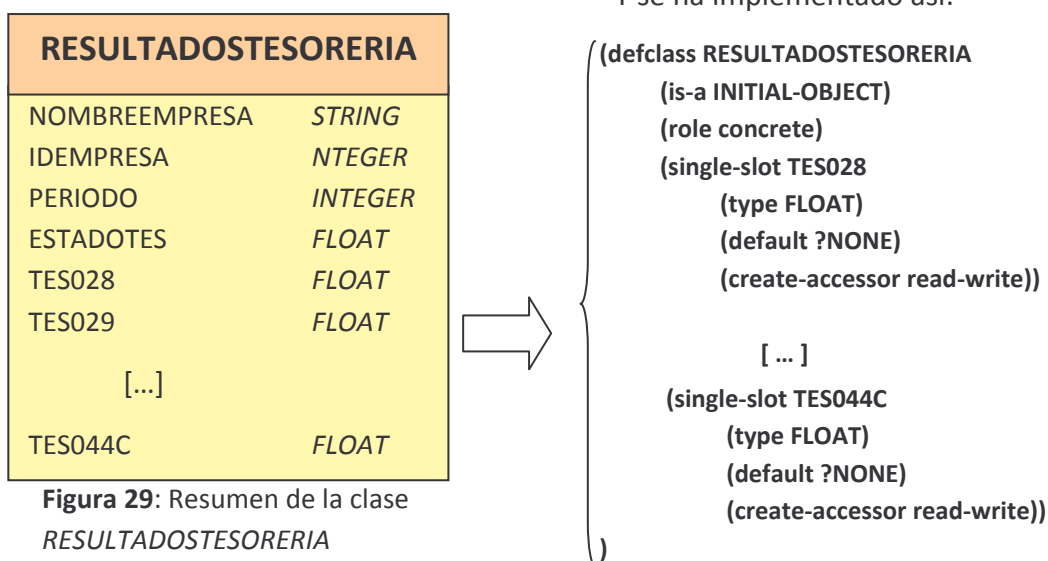 Y se ha implementado así:
RESULTADOSTESORERIA
NOMBREEMPRESA STRING
IDEMPRESA NTEGER
PERIODO INTEGER
ESTADOTES FLOAT
TES028 FLOAT
TES029 FLOAT
[...]
TES044C FLOAT
Figura 29: Resumen de la clase
RESULTADOSTESORERIA
(defclass RESULTADOSTESORERIA
(is-a INITIAL-OBJECT)
(role concrete)
(single-slot TES028
(type FLOAT)
(default ?NONE)
(create-accessor read-write))
[ ... ]
(single-slot TES044C
(type FLOAT)
(default ?NONE)
(create-accessor read-write))
)